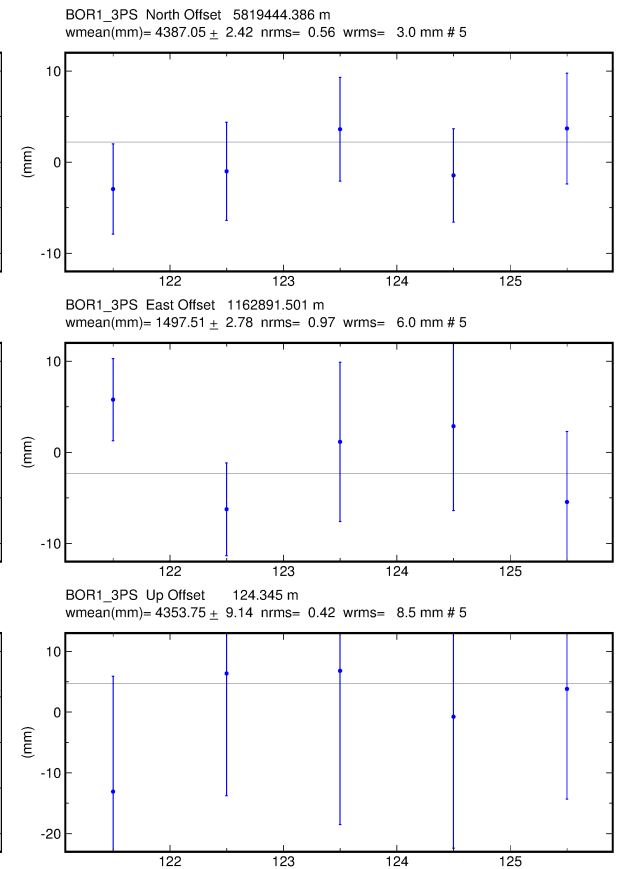 BOR1_3PS North Offset 5819444.386 m
wmean(mm)= 4387.05 ± 2.42 nrms= 0.56 wrms= 3.0 mm # 5
10
0
-10
(mm)
122 123 124 125
BOR1_3PS East Offset 1162891.501 m
wmean(mm)= 1497.51 ± 2.78 nrms= 0.97 wrms= 6.0 mm # 5
10
0
-10
(mm)
122 123 124 125
BOR1_3PS Up Offset 124.345 m
wmean(mm)= 4353.75 ± 9.14 nrms= 0.42 wrms= 8.5 mm # 5
10
0
-10
-20
(mm)
122 123 124 125